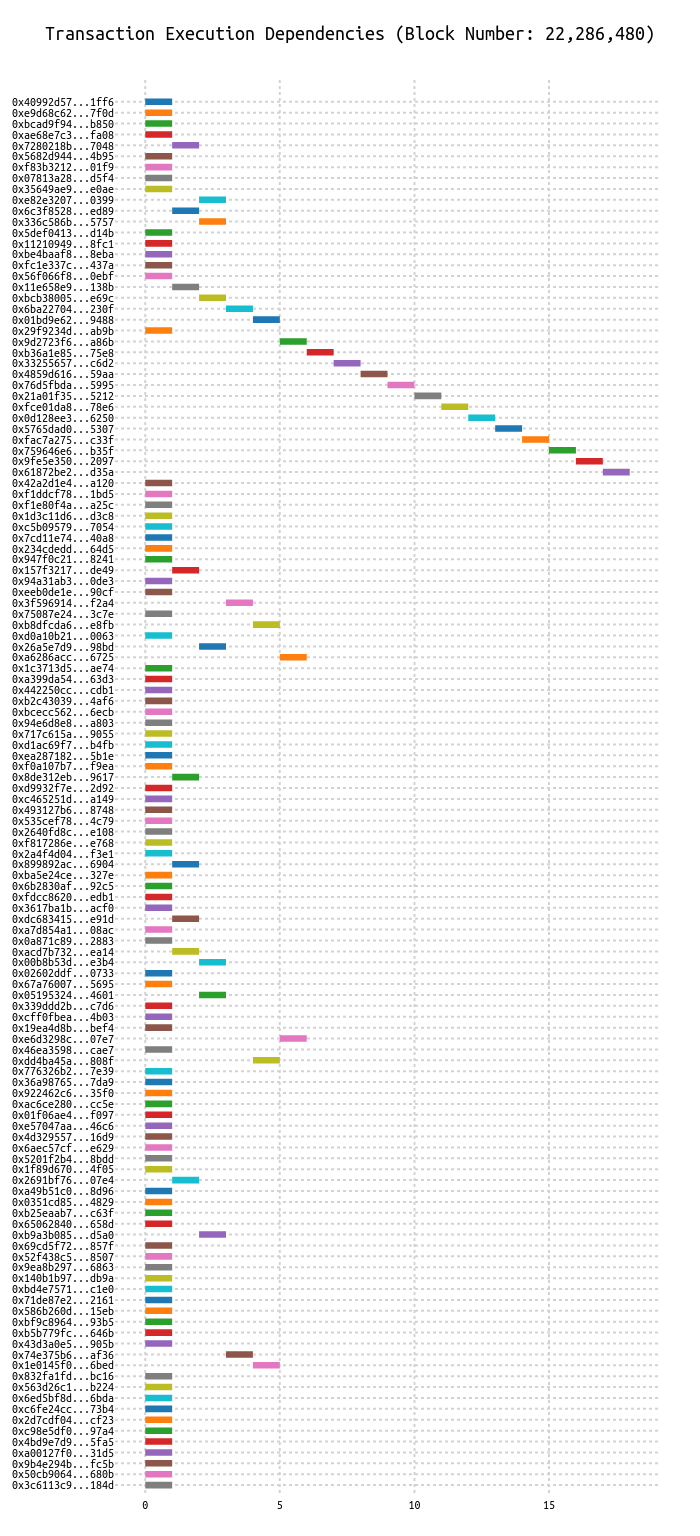 Transaction Execution Dependencies (Block Number: 22,286,480)
0x40992d57...1ff6
0xe9d68c62...7f0d
0xbcad9f94...b850
0xae68e7c3...fa08
0x7280218b...7048
0x5682d944...4b95
0xf83b3212...01f9
0x07813a28...d5f4
0x35649ae9...e0ae
0xe82e3207...0399
0x6c3f8528...ed89
0x336c586b...5757
0x5def0413...d14b
0x11210949...8fc1
0xbe4baaf8...8eba
0xfc1e337c...437a
0x56f066f8...0ebf
0x11e658e9...138b
0xbcb38005...e69c
0x6ba22704...230f
0x01bd9e62...9488
0x29f9234d...ab9b
0x9d2723f6...a86b
0xb36a1e85...75e8
0x33255657...c6d2
0x4859d616...59aa
0x76d5fbda...5995
0x21a01f35...5212
0xfce01da8...78e6
0x0d128ee3...6250
0x5765dad0...5307
0xfac7a275...c33f
0x759646e6...b35f
0x9fe5e350...2097
0x61872be2...d35a
0x42a2d1e4...a120
0xf1ddcf78...1bd5
0xf1e80f4a...a25c
0x1d3c11d6...d3c8
0xc5b09579...7054
0x7cd11e74...40a8
0x234cdedd...64d5
0x947f0c21...8241
0x157f3217...de49
0x94a31ab3...0de3
0xeeb0de1e...90cf
0x3f596914...f2a4
0x75087e24...3c7e
0xb8dfcda6...e8fb
0xd0a10b21...0063
0x26a5e7d9...98bd
0xa6286acc...6725
0x1c3713d5...ae74
0xa399da54...63d3
0x442250cc...cdb1
0xb2c43039...4af6
0xbcecc562...6ecb
0x94e6d8e8...a803
0x717c615a...9055
0xd1ac69f7...b4fb
0xea287182...5b1e
0xf0a107b7...f9ea
0x8de312eb...9617
0xd9932f7e...2d92
0xc465251d...a149
0x493127b6...8748
0x535cef78...4c79
0x2640fd8c...e108
0xf817286e...e768
0x2a4f4d04...f3e1
0x899892ac...6904
0xba5e24ce...327e
0x6b2830af...92c5
0xfdcc8620...edb1
0x3617ba1b...acf0
0xdc683415...e91d
0xa7d854a1...08ac
0x0a871c89...2883
0xacd7b732...ea14
0x00b8b53d...e3b4
0x02602ddf...0733
0x67a76007...5695
0x05195324...4601
0x339ddd2b...c7d6
0xcff0fbea...4b03
0x19ea4d8b...bef4
0xe6d3298c...07e7
0x46ea3598...cae7
0xdd4ba45a...808f
0x776326b2...7e39
0x36a98765...7da9
0x922462c6...35f0
0xac6ce280...cc5e
0x01f06ae4...f097
0xe57047aa...46c6
0x4d329557...16d9
0x6aec57cf...e629
0x5201f2b4...8bdd
0x1f89d670...4f05
0x2691bf76...07e4
0xa49b51c0...8d96
0x0351cd85...4829
0xb25eaab7...c63f
0x65062840...658d
0xb9a3b085...d5a0
0x69cd5f72...857f
0x52f438c5...8507
0x9ea8b297...6863
0x140b1b97...db9a
0xbd4e7571...c1e0
0x71de87e2...2161
0x586b260d...15eb
0xbf9c8964...93b5
0xb5b779fc...646b
0x43d3a0e5...905b
0x74e375b6...af36
0x1e0145f0...6bed
0x832fa1fd...bc16
0x563d26c1...b224
0x6ed5bf8d...6bda
0xc6fe24cc...73b4
0x2d7cdf04...cf23
0xc98e5df0...97a4
0x4bd9e7d9...5fa5
0xa00127f0...31d5
0x9b4e294b...fc5b
0x50cb9064...680b
0x3c6113c9...184d
0 5 10 15